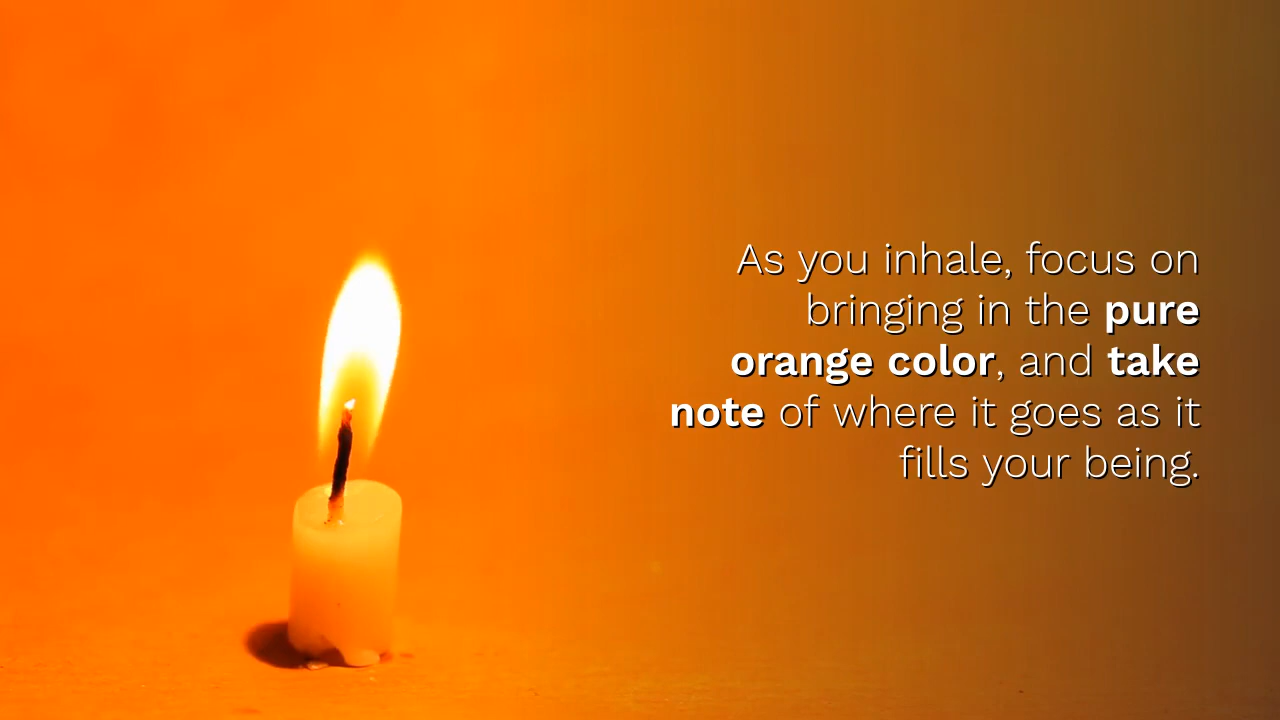 As you inhale, focus on
bringing in the pure
orange color, and take
note of where it goes as it
fills your being.